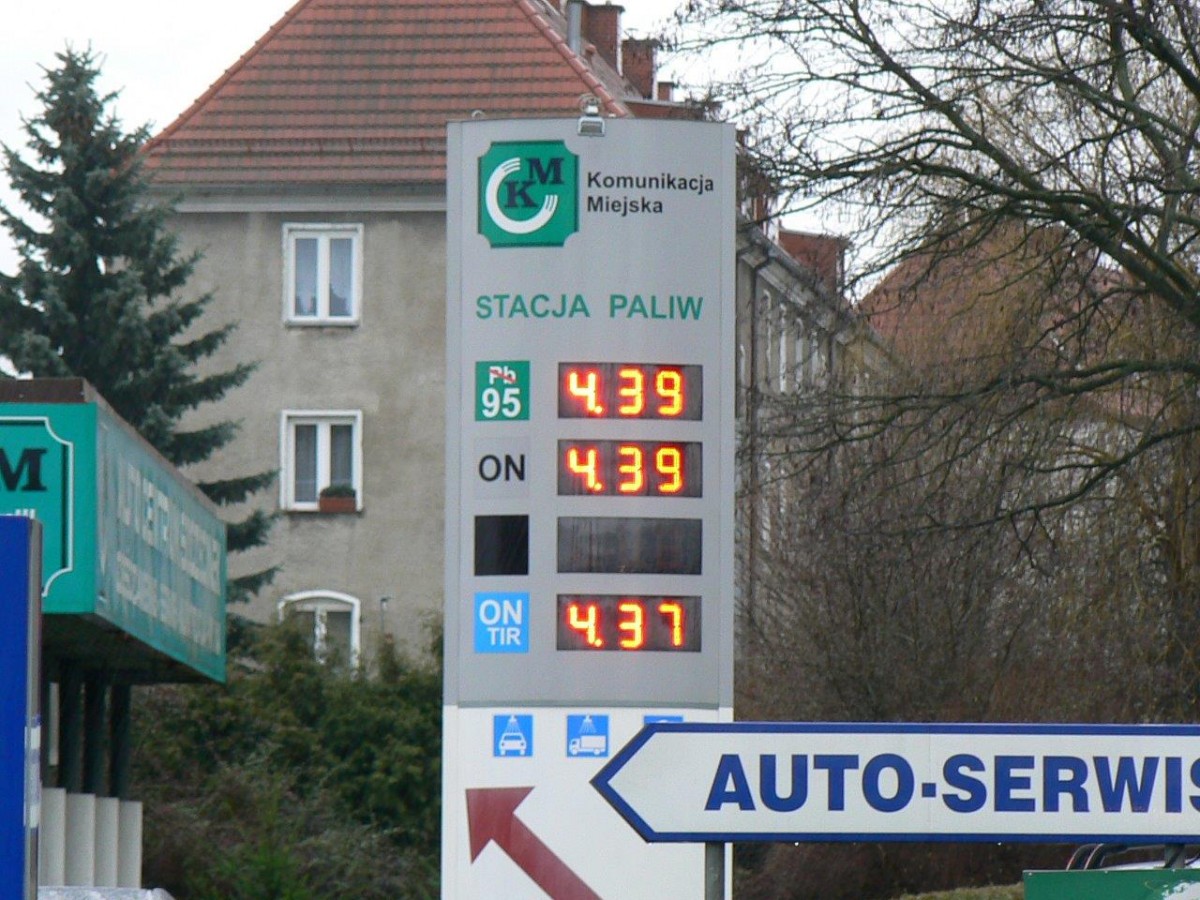 KM
Komunikacja
Miejska
STACJA PALIW
Pb
95
4.39
ON
4.39
ON
TIR
4.37
AUTO-SERWIS
M